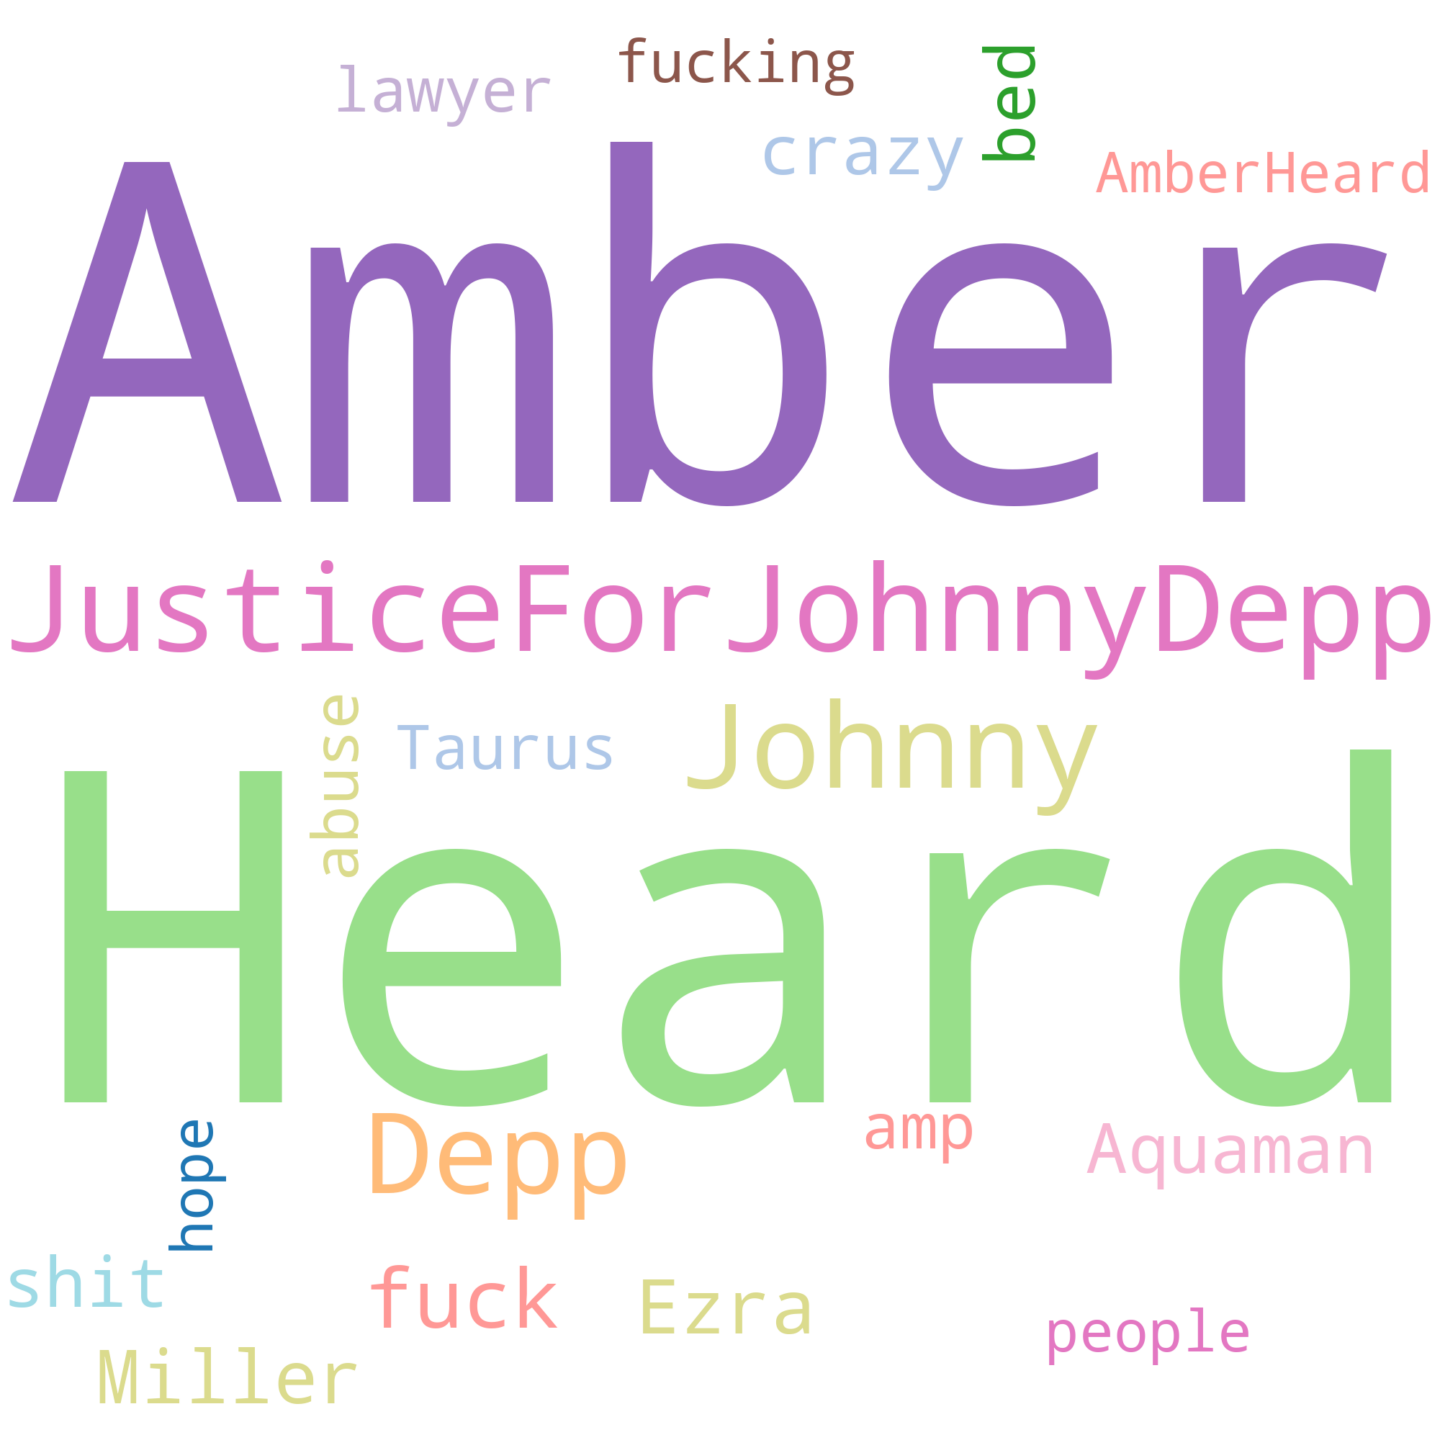 fucking
lawyer
bed
crazy
AmberHeard
Amber
JusticeForJohnnyDepp
abuse
Taurus
Johnny
Heard
hope
Depp
amp
Aquaman
shit
fuck
Ezra
people
Miller